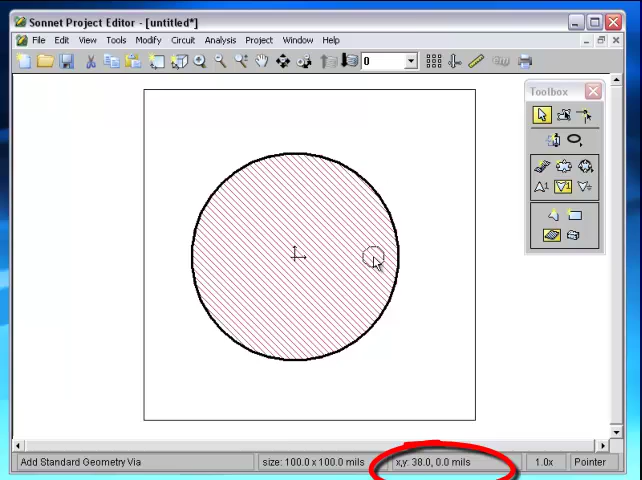 Sonnet Project Editor - [untitled*]
File Edit View Tools Modify Circuit Analysis Project Window Help
0
Toolbox
Add Standard Geometry Via size: 100.0 x 100.0 mils x,y: 38.0, 0.0 mils 1.0x Pointer